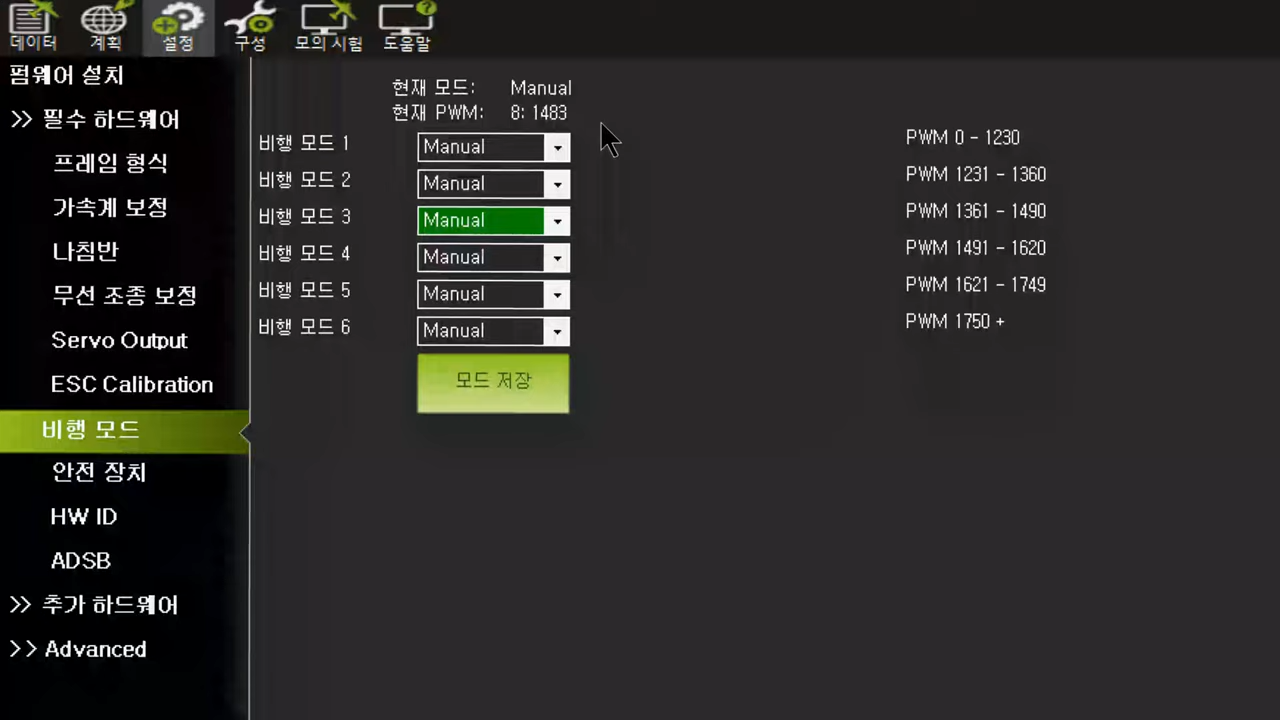 데이터 계획 설정 구성 모의 시험 도움말
펌웨어 설치
>> 필수 하드웨어
프레임 형식
가속계 보정
나침반
무선 조종 보정
Servo Output
ESC Calibration
비행 모드
안전 장치
HW ID
ADSB
>> 추가 하드웨어
>> Advanced
현재 모드: Manual
현재 PWM: 8: 1483
비행 모드 1 Manual PWM 0 - 1230
비행 모드 2 Manual PWM 1231 - 1360
비행 모드 3 Manual PWM 1361 - 1490
비행 모드 4 Manual PWM 1491 - 1620
비행 모드 5 Manual PWM 1621 - 1749
비행 모드 6 Manual PWM 1750 +
모드 저장